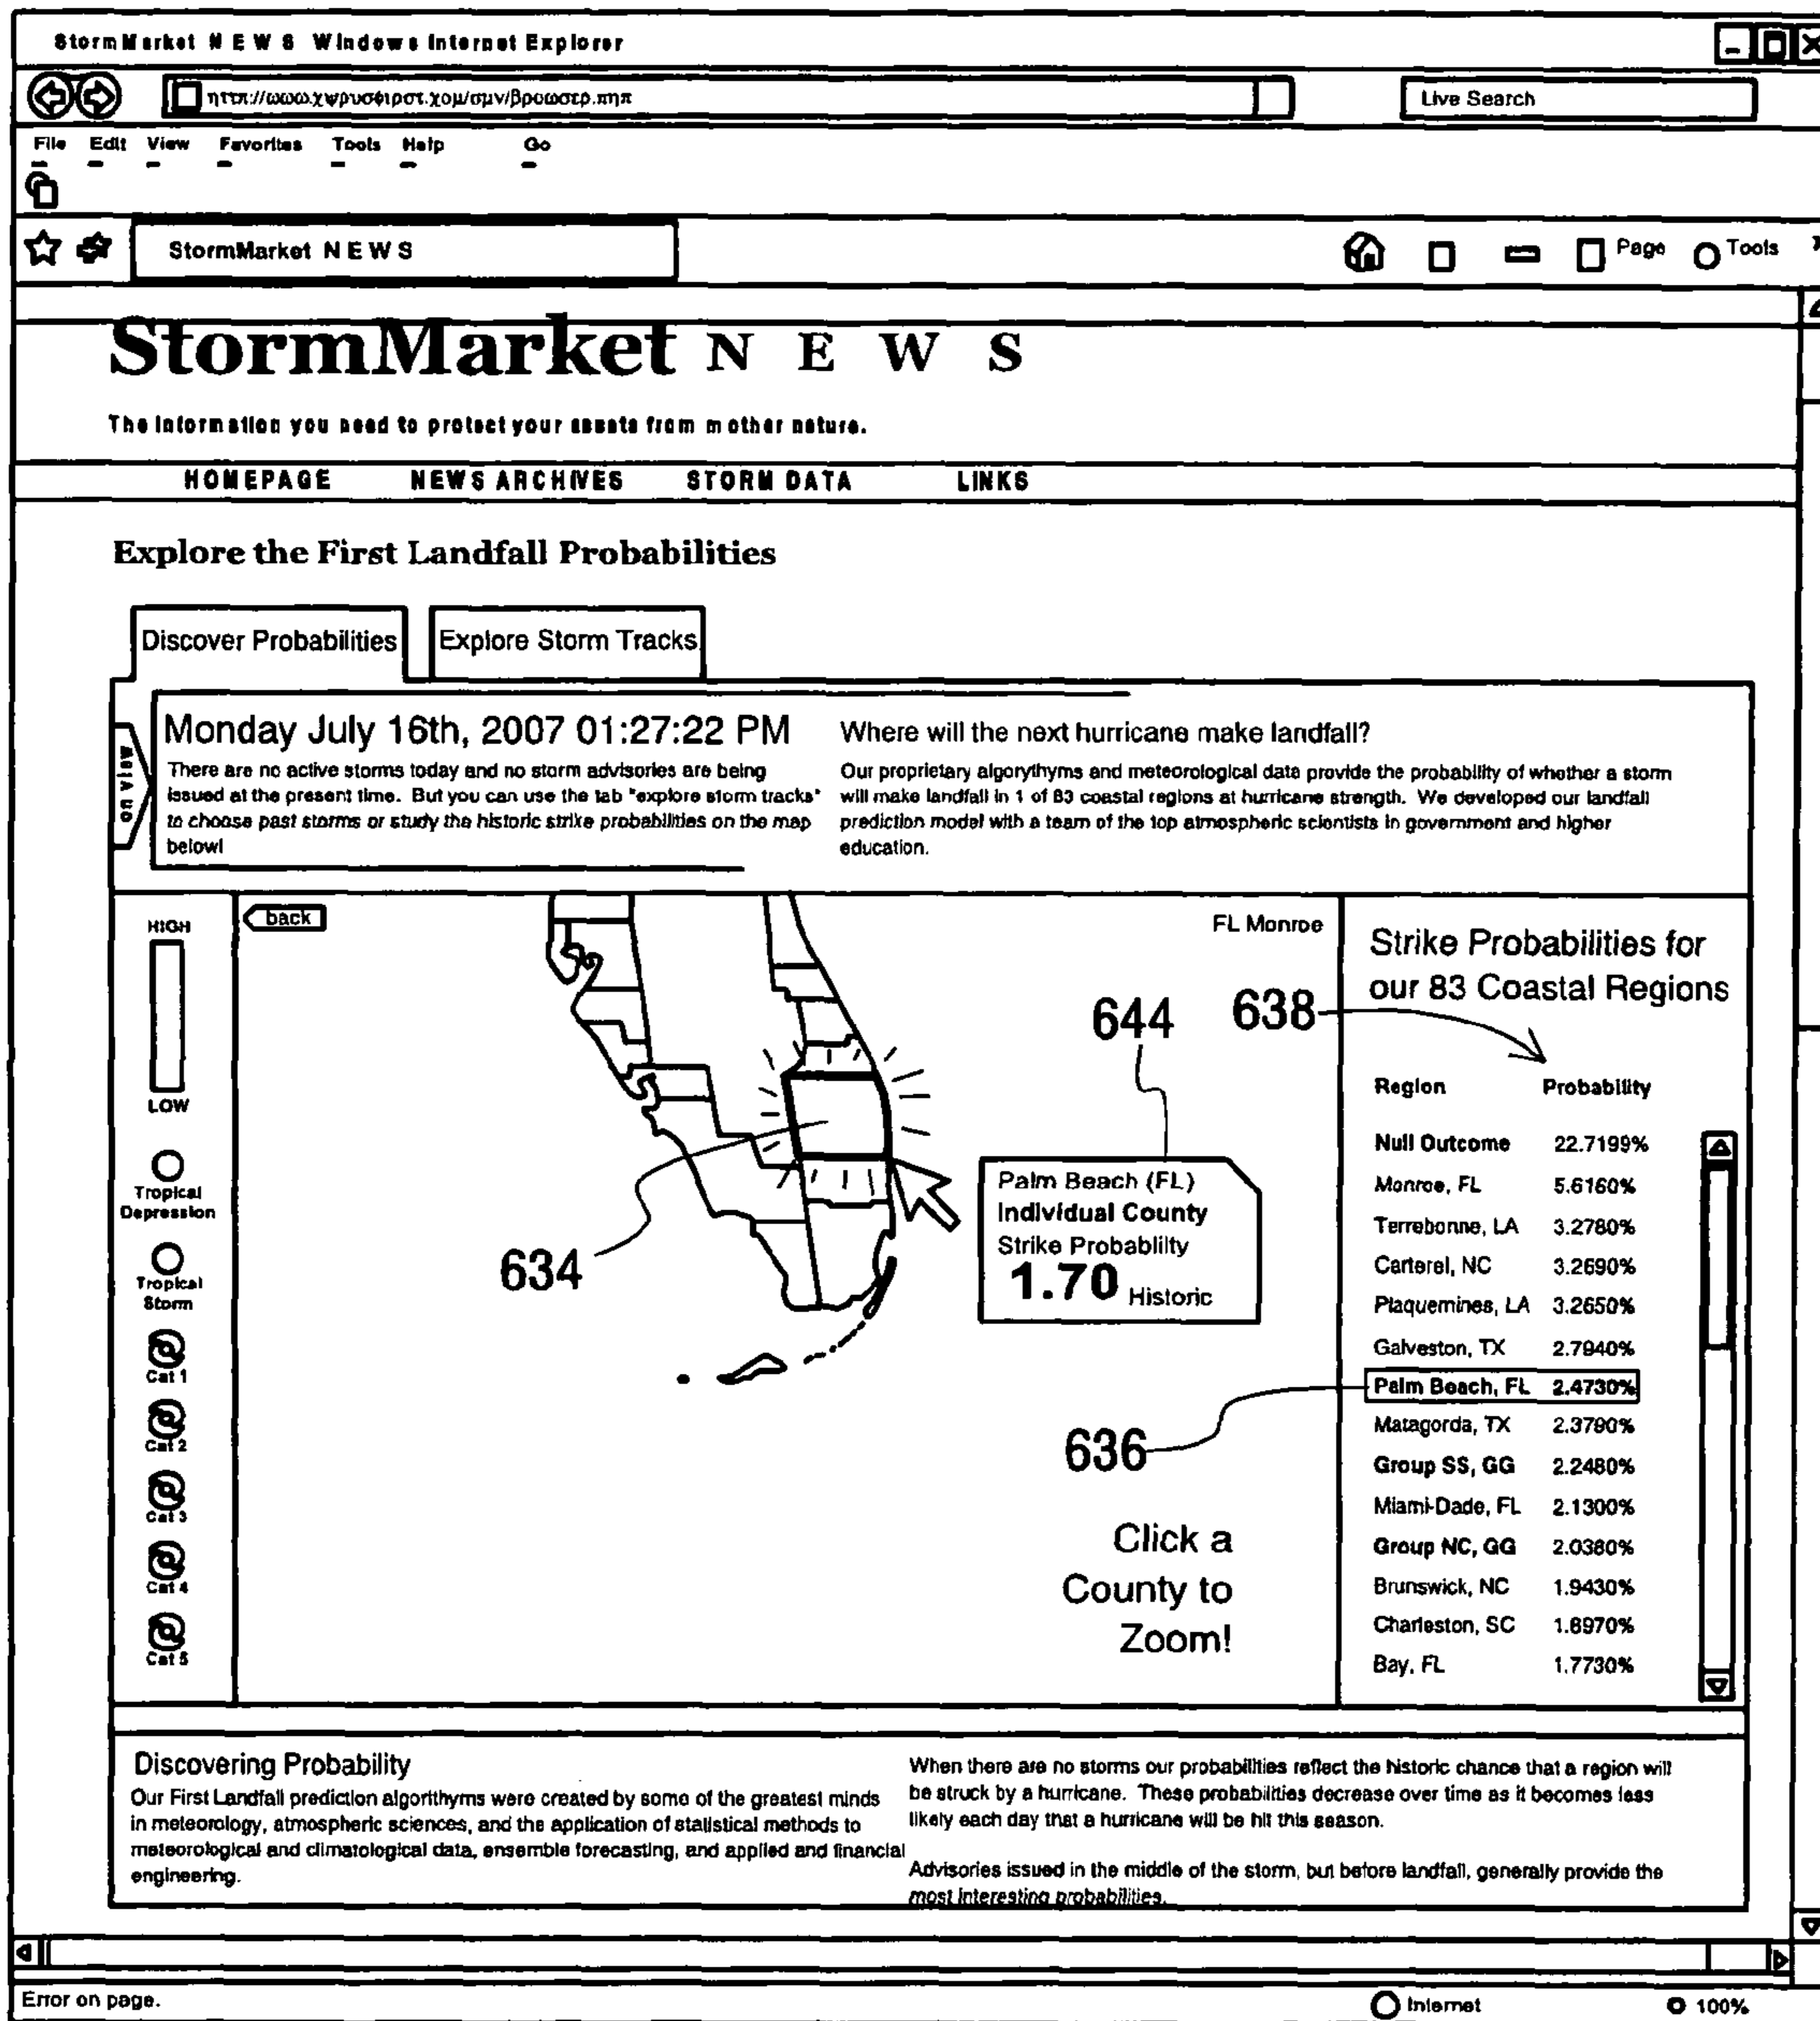 StormMarket N E W S Windows Internet Explorer
ηττπ://ωωω.χψρυσφιρστ.χομ/σμν/βροωσερ.πηπ
Live Search
File Edit View Favorites Tools Help Go
StormMarket N E W S
Page Tools
StormMarket N E W S
The information you need to protect your assets from mother nature.
HOMEPAGE NEWS ARCHIVES STORM DATA LINKS
Explore the First Landfall Probabilities
Discover Probabilities Explore Storm Tracks
Monday July 16th, 2007 01:27:22 PM
There are no active storms today and no storm advisories are being
issued at the present time. But you can use the tab "explore storm tracks"
to choose past storms or study the historic strike probabilities on the map
below!
Where will the next hurricane make landfall?
Our proprietary algorythyms and meteorological data provide the probability of whether a storm
will make landfall in 1 of 83 coastal regions at hurricane strength. We developed our landfall
prediction model with a team of the top atmospheric scientists in government and higher
education.
HIGH
LOW
Tropical
Depression
Tropical
Storm
Cat 1
Cat 2
Cat 3
Cat 4
Cat 5
back
FL Monroe
644
638
634
636
Palm Beach (FL)
Individual County
Strike Probablilty
1.70 Historic
Click a
County to
Zoom!
Strike Probabilities for
our 83 Coastal Regions
Region Probability
Null Outcome 22.7199%
Monroe, FL 5.6160%
Terrebonne, LA 3.2780%
Carterel, NC 3.2690%
Plaquemines, LA 3.2650%
Galveston, TX 2.7940%
Palm Beach, FL 2.4730%
Matagorda, TX 2.3790%
Group SS, GG 2.2480%
Miami-Dade, FL 2.1300%
Group NC, GG 2.0380%
Brunswick, NC 1.9430%
Charleston, SC 1.8970%
Bay, FL 1.7730%
Discovering Probability
Our First Landfall prediction algorithyms were created by some of the greatest minds
in meteorology, atmospheric sciences, and the application of statistical methods to
meteorological and climatological data, ensemble forecasting, and applied and financial
engineering.
When there are no storms our probabilities reflect the historic chance that a region will
be struck by a hurricane. These probabilities decrease over time as it becomes less
likely each day that a hurricane will be hit this season.
Advisories issued in the middle of the storm, but before landfall, generally provide the
most interesting probabilities.
Error on page.
Internet
100%